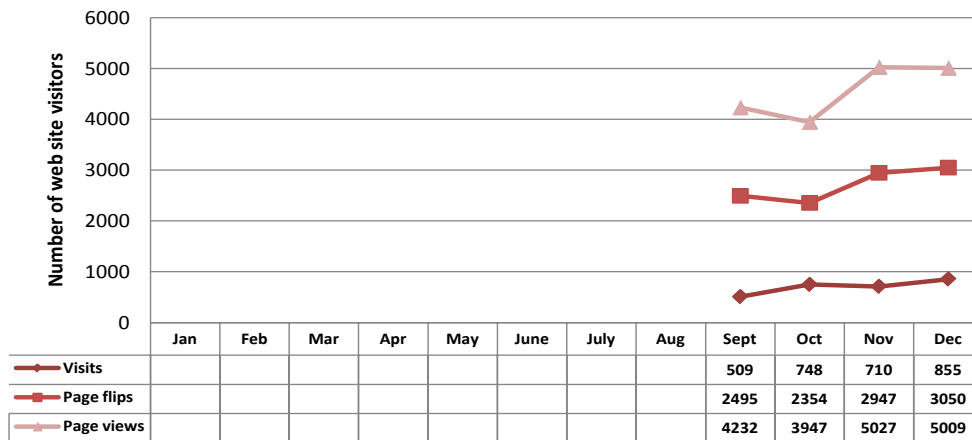 6000
5000
4000
3000
2000
1000
0
Number of web site visitors
Jan Feb Mar Apr May June July Aug Sept Oct Nov Dec
Visits 509 748 710 855
Page flips 2495 2354 2947 3050
Page views 4232 3947 5027 5009